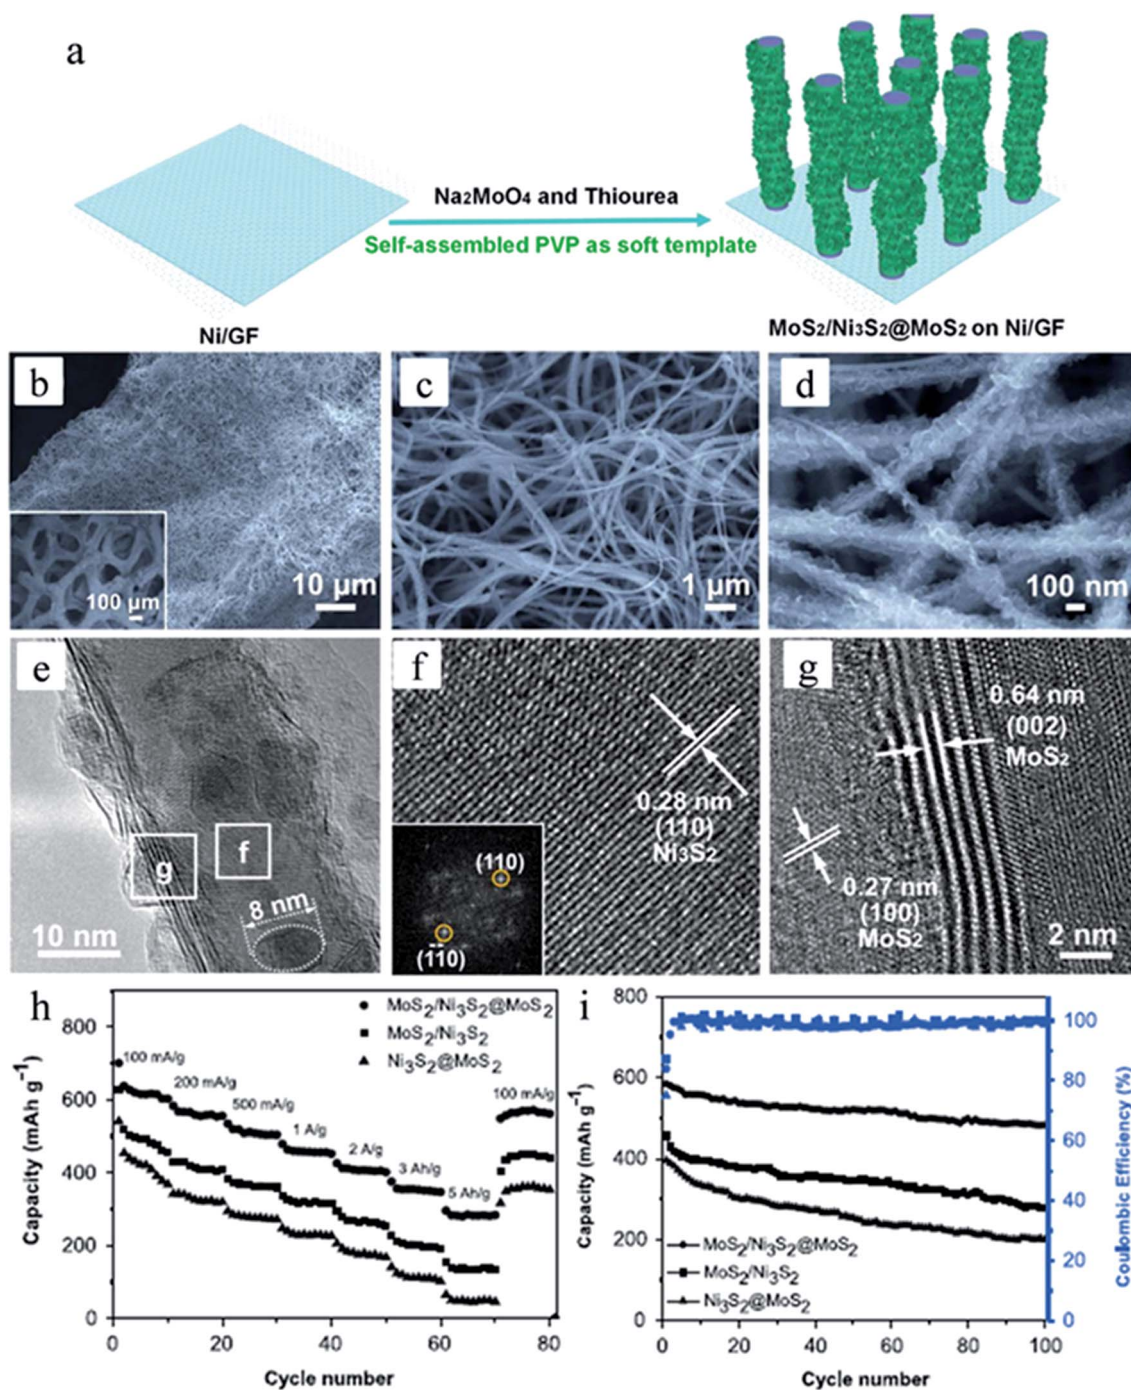 a
Na₂MoO₄ and Thiourea
Self-assembled PVP as soft template
Ni/GF
MoS₂/Ni₃S₂@MoS₂ on Ni/GF
b
100 µm
10 µm
c
1 µm
d
100 nm
e
g
f
8 nm
10 nm
f
0.28 nm
(110)
Ni₃S₂
(110)
(1̅1̅0)
g
0.64 nm
(002)
MoS₂
0.27 nm
(100)
MoS₂
2 nm
h
MoS₂/Ni₃S₂@MoS₂
MoS₂/Ni₃S₂
Ni₃S₂@MoS₂
100 mA/g
200 mA/g
500 mA/g
1 A/g
2 A/g
3 Ah/g
5 Ah/g
100 mA/g
Capacity (mAh g⁻¹)
800
600
400
200
0
0 20 40 60 80
Cycle number
i
MoS₂/Ni₃S₂@MoS₂
MoS₂/Ni₃S₂
Ni₃S₂@MoS₂
Capacity (mAh g⁻¹)
800
600
400
200
0
0 20 40 60 80 100
Cycle number
100
80
60
40
20
0
Coulombic Efficiency (%)